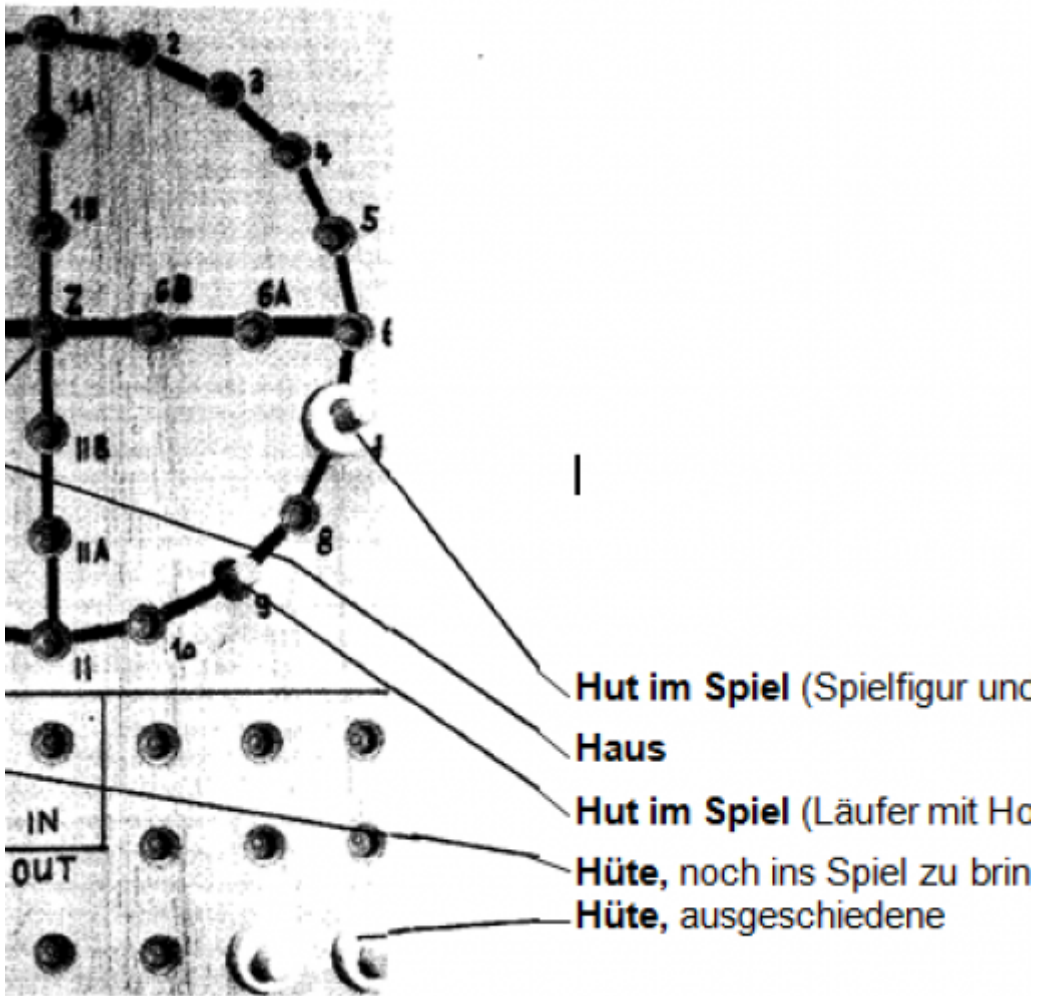 1
2
3
1A
4
1B
5
Z
6B
6A
6
11B
8
11A
9
10
11
Hut im Spiel (Spielfigur und
Haus
Hut im Spiel (Läufer mit Ho
IN
Hüte, noch ins Spiel zu brin
OUT
Hüte, ausgeschiedene